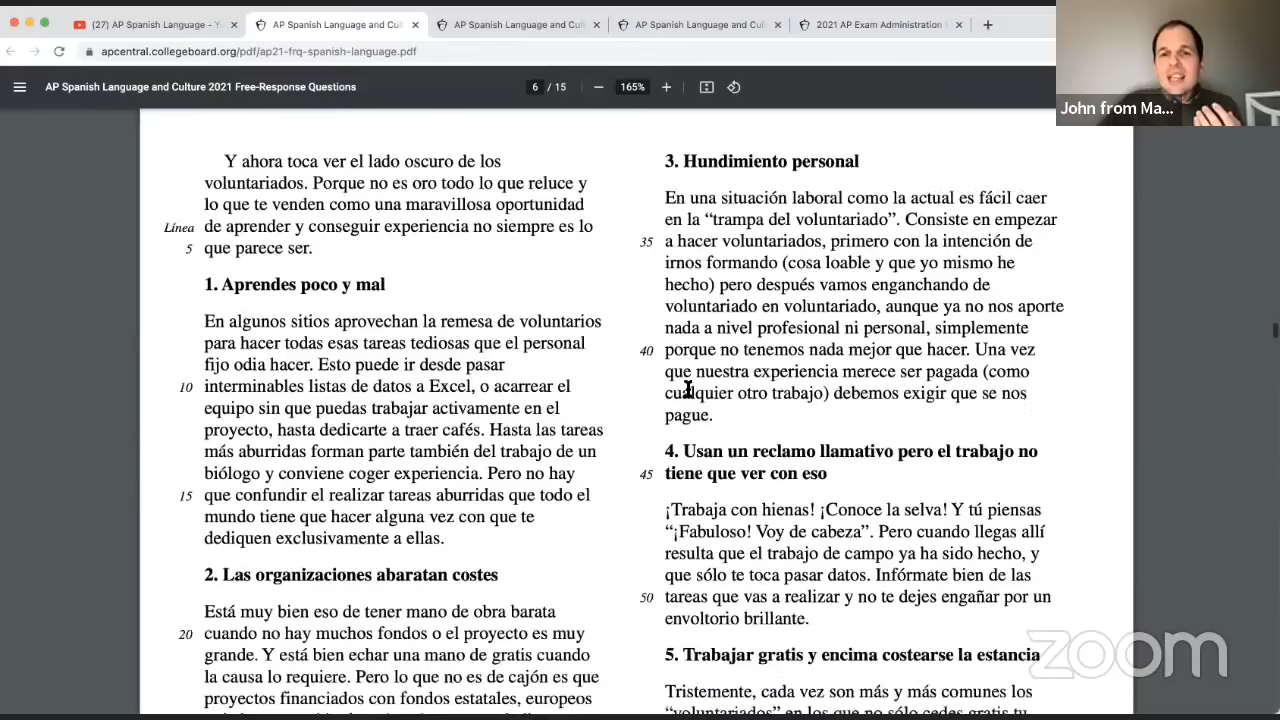 (27) AP Spanish Language - Y
AP Spanish Language and Cul
AP Spanish Language and Cult
AP Spanish Language and Cul
2021 AP Exam Administration
apcentral.collegeboard.org/pdf/ap21-frq-spanish-language.pdf
AP Spanish Language and Culture 2021 Free-Response Questions
6 / 15
165%
John from Ma...
Y ahora toca ver el lado oscuro de los
voluntariados. Porque no es oro todo lo que reluce y
lo que te venden como una maravillosa oportunidad
Línea de aprender y conseguir experiencia no siempre es lo
5 que parece ser.
1. Aprendes poco y mal
En algunos sitios aprovechan la remesa de voluntarios
para hacer todas esas tareas tediosas que el personal
fijo odia hacer. Esto puede ir desde pasar
10 interminables listas de datos a Excel, o acarrear el
equipo sin que puedas trabajar activamente en el
proyecto, hasta dedicarte a traer cafés. Hasta las tareas
más aburridas forman parte también del trabajo de un
biólogo y conviene coger experiencia. Pero no hay
15 que confundir el realizar tareas aburridas que todo el
mundo tiene que hacer alguna vez con que te
dediquen exclusivamente a ellas.
2. Las organizaciones abaratan costes
Está muy bien eso de tener mano de obra barata
20 cuando no hay muchos fondos o el proyecto es muy
grande. Y está bien echar una mano de gratis cuando
la causa lo requiere. Pero lo que no es de cajón es que
proyectos financiados con fondos estatales, europeos
3. Hundimiento personal
En una situación laboral como la actual es fácil caer
en la “trampa del voluntariado”. Consiste en empezar
35 a hacer voluntariados, primero con la intención de
irnos formando (cosa loable y que yo mismo he
hecho) pero después vamos enganchando de
voluntariado en voluntariado, aunque ya no nos aporte
nada a nivel profesional ni personal, simplemente
40 porque no tenemos nada mejor que hacer. Una vez
que nuestra experiencia merece ser pagada (como
cualquier otro trabajo) debemos exigir que se nos
pague.
4. Usan un reclamo llamativo pero el trabajo no
45 tiene que ver con eso
¡Trabaja con hienas! ¡Conoce la selva! Y tú piensas
“¡Fabuloso! Voy de cabeza”. Pero cuando llegas allí
resulta que el trabajo de campo ya ha sido hecho, y
que sólo te toca pasar datos. Infórmate bien de las
50 tareas que vas a realizar y no te dejes engañar por un
envoltorio brillante.
5. Trabajar gratis y encima costearse la estancia
Tristemente, cada vez son más y más comunes los
“voluntariados” en los que no sólo cedes gratis tu
zoom